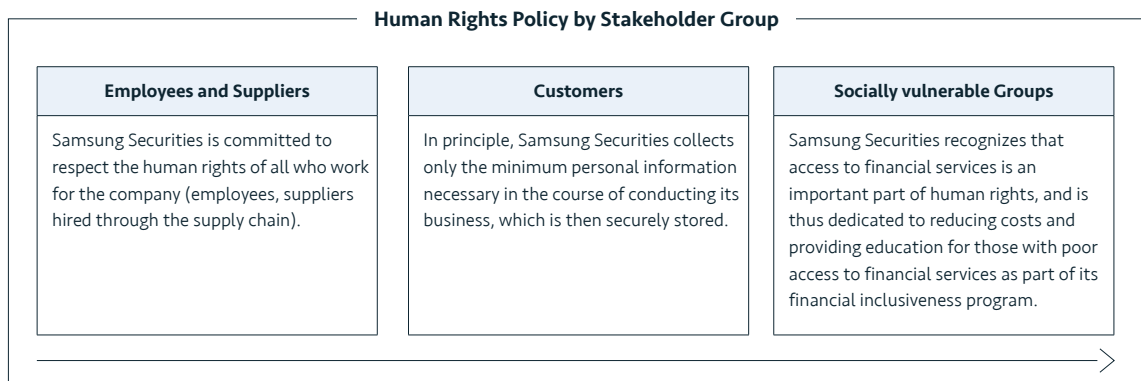 Human Rights Policy by Stakeholder Group
Employees and Suppliers
Samsung Securities is committed to
respect the human rights of all who work
for the company (employees, suppliers
hired through the supply chain).
Customers
In principle, Samsung Securities collects
only the minimum personal information
necessary in the course of conducting its
business, which is then securely stored.
Socially vulnerable Groups
Samsung Securities recognizes that
access to financial services is an
important part of human rights, and is
thus dedicated to reducing costs and
providing education for those with poor
access to financial services as part of its
financial inclusiveness program.